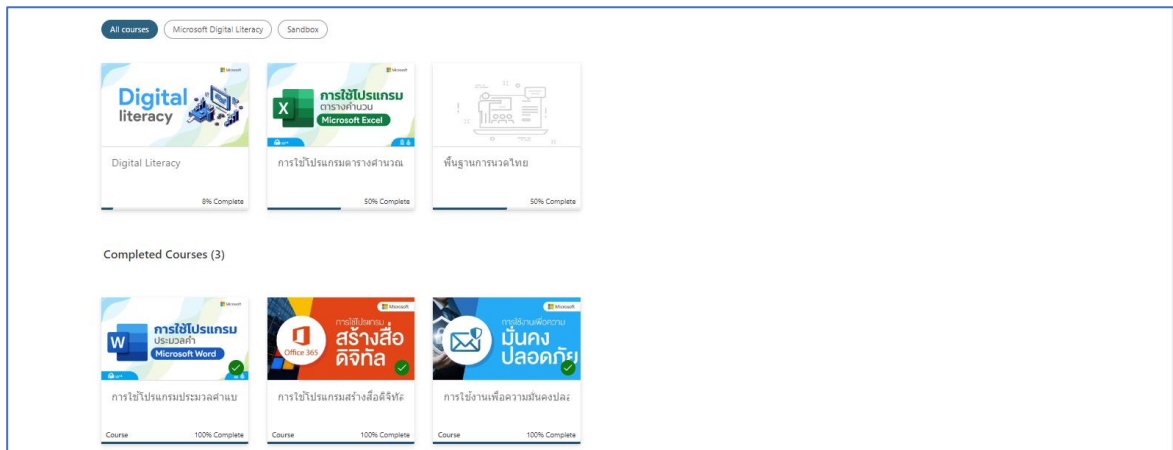 All courses
Microsoft Digital Literacy
Sandbox
Microsoft
Digital
literacy
Digital Literacy
8% Complete
Microsoft
การใช้โปรแกรม
ตารางคำนวน
Microsoft Excel
การใช้โปรแกรมตารางคำนวณ
50% Complete
พื้นฐานการนวดไทย
50% Complete
Completed Courses (3)
Microsoft
W
การใช้โปรแกรม
ประมวลคำ
Microsoft Word
การใช้โปรแกรมประมวลคำแบ
Course
100% Complete
Microsoft
Office 365
การใช้โปรแกรม
สร้างสื่อ
ดิจิทัล
การใช้โปรแกรมสร้างสื่อดิจิทัล
Course
100% Complete
Microsoft
การใช้งานเพื่อความ
มั่นคง
ปลอดภัย
การใช้งานเพื่อความมั่นคงปล
Course
100% Complete